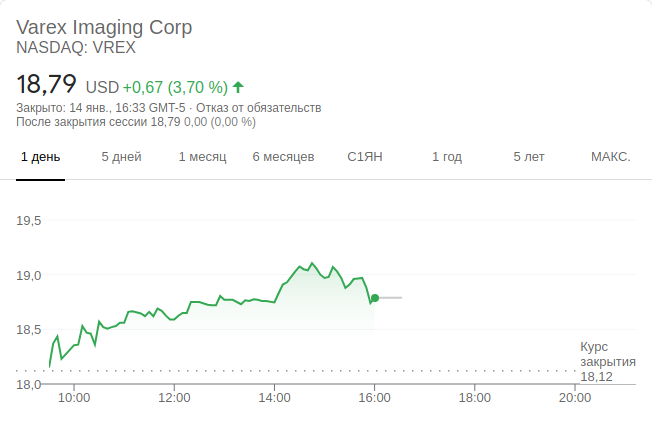 Varex Imaging Corp
NASDAQ: VREX
18,79 USD +0,67 (3,70 %)
Закрыто: 14 янв., 16:33 GMT-5 · Отказ от обязательств
После закрытия сессии 18,79 0,00 (0,00 %)
1 день 5 дней 1 месяц 6 месяцев С1ЯН 1 год 5 лет МАКС.
19,5
19,0
18,5
Курс
закрытия
18,12
18,0
10:00 12:00 14:00 16:00 18:00 20:00